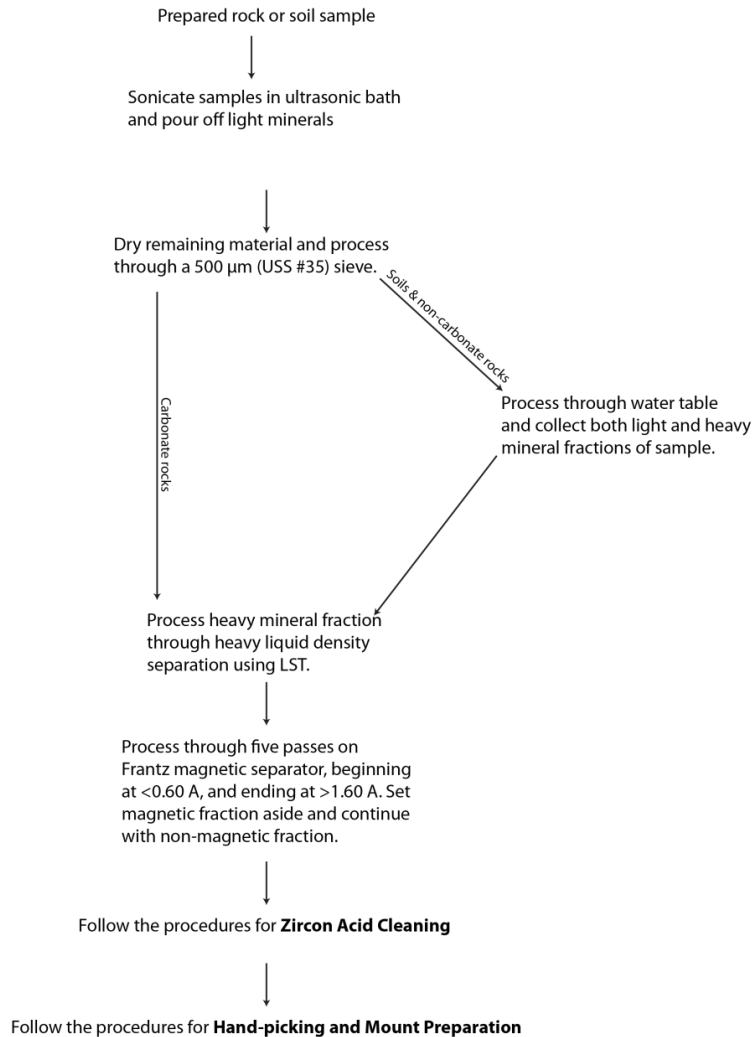 Prepared rock or soil sample
Sonicate samples in ultrasonic bath
and pour off light minerals
Dry remaining material and process
through a 500 μm (USS #35) sieve.
Soils & non-carbonate rocks
Carbonate rocks
Process through water table
and collect both light and heavy
mineral fractions of sample.
Process heavy mineral fraction
through heavy liquid density
separation using LST.
Process through five passes on
Frantz magnetic separator, beginning
at <0.60 A, and ending at >1.60 A. Set
magnetic fraction aside and continue
with non-magnetic fraction.
Follow the procedures for Zircon Acid Cleaning
Follow the procedures for Hand-picking and Mount Preparation